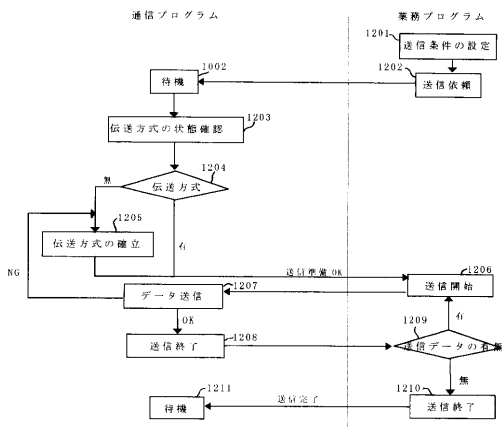 通信プログラム
業務プログラム
1201
送信条件の設定
1002
1202
待機
送信依頼
1203
伝送方式の状態確認
1204
無
伝送方式
1205
伝送方式の確立
有
NG
送信準備OK
1206
1207
データ送信
送信開始
OK
1208
1209
有
送信終了
送信データの有無
無
1211
1210
待機
送信完了
送信終了